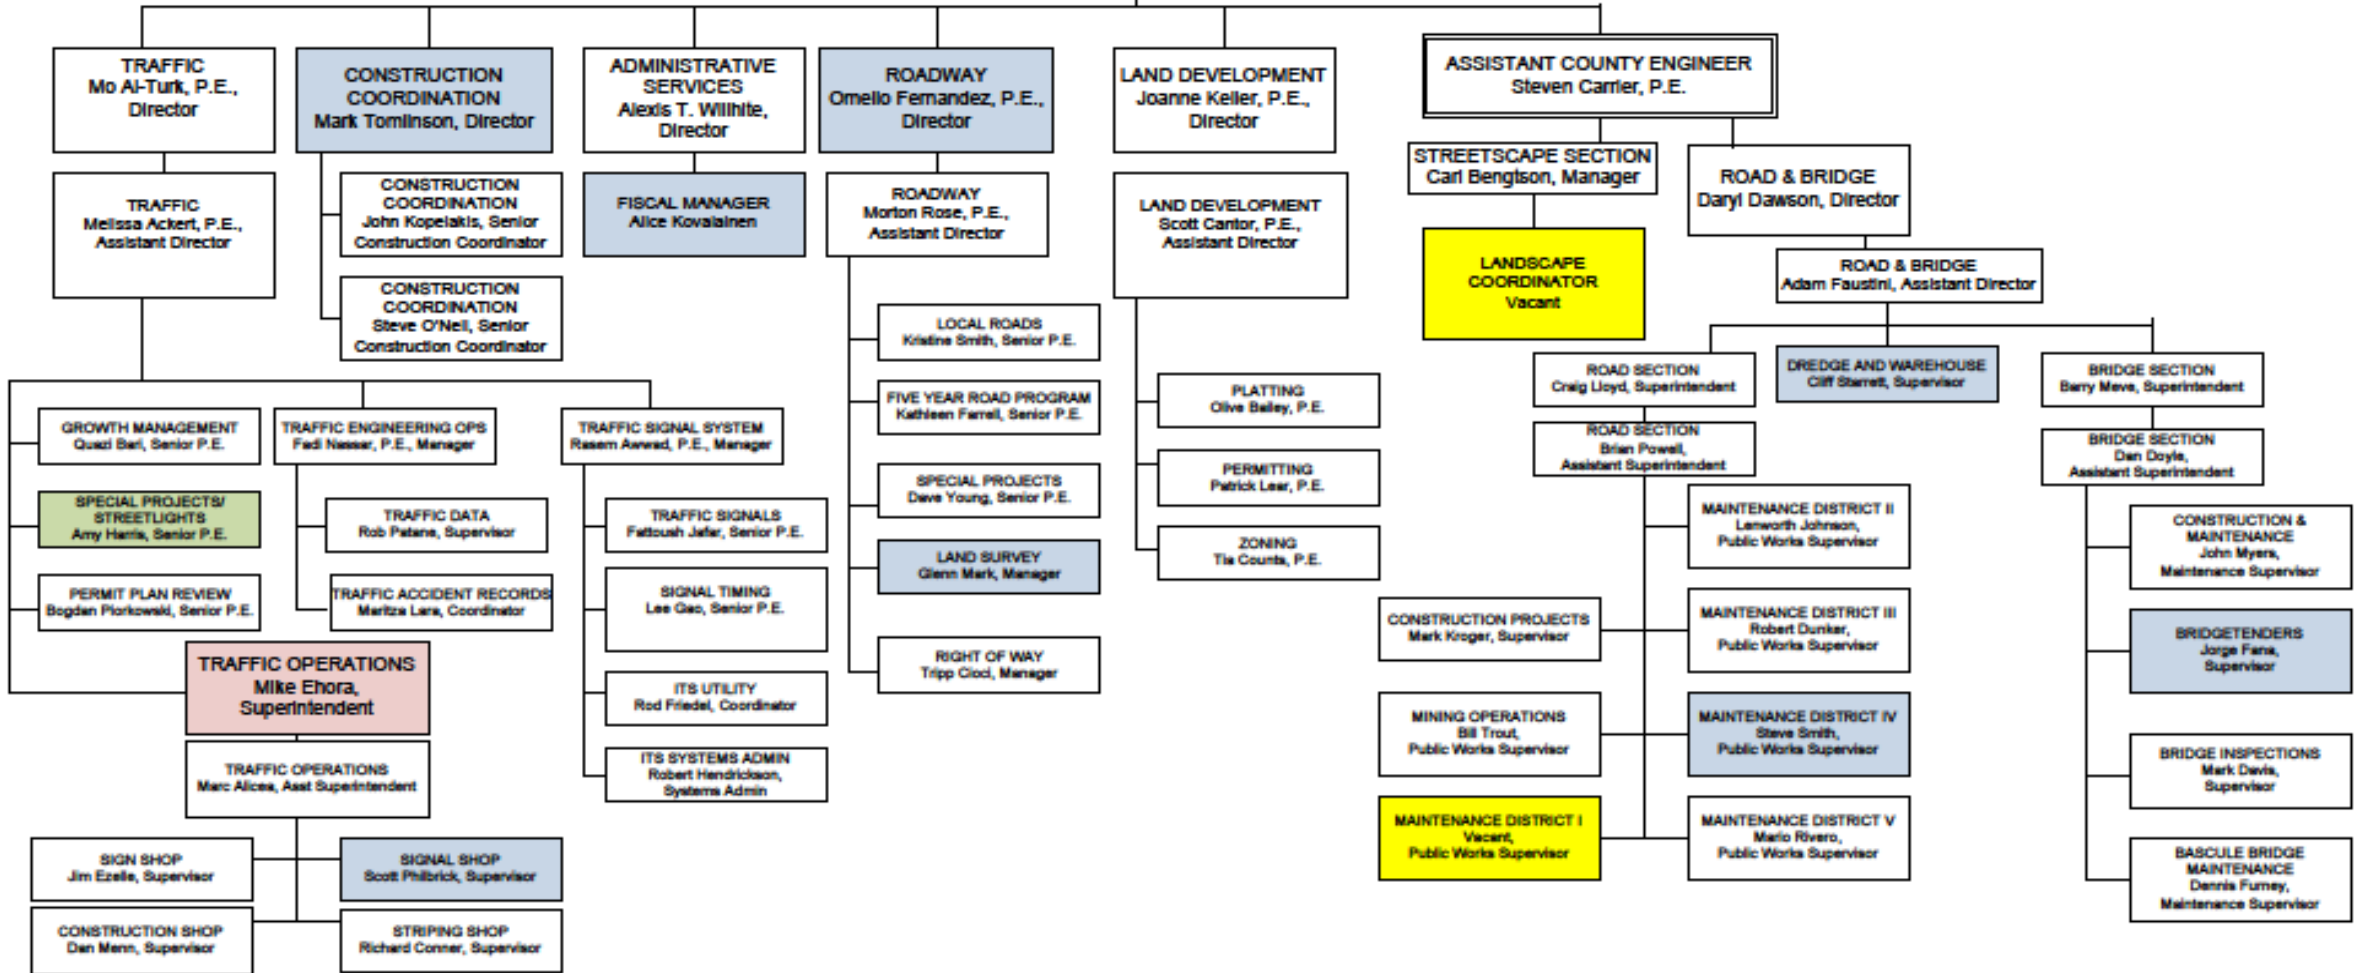 TRAFFIC
Mo Al-Turk, P.E.,
Director
CONSTRUCTION
COORDINATION
Mark Tomlinson, Director
ADMINISTRATIVE
SERVICES
Alexis T. Willhite,
Director
ROADWAY
Omelio Fernandez, P.E.,
Director
LAND DEVELOPMENT
Joanne Keller, P.E.,
Director
ASSISTANT COUNTY ENGINEER
Steven Carrier, P.E.
TRAFFIC
Melissa Ackert, P.E.,
Assistant Director
CONSTRUCTION
COORDINATION
John Kopelakis, Senior
Construction Coordinator
CONSTRUCTION
COORDINATION
Steve O'Neil, Senior
Construction Coordinator
FISCAL MANAGER
Alice Kovalainen
ROADWAY
Morton Rose, P.E.,
Assistant Director
LAND DEVELOPMENT
Scott Cantor, P.E.,
Assistant Director
STREETSCAPE SECTION
Carl Bengtson, Manager
ROAD & BRIDGE
Daryl Dawson, Director
LANDSCAPE
COORDINATOR
Vacant
ROAD & BRIDGE
Adam Faustini, Assistant Director
GROWTH MANAGEMENT
Quazi Bari, Senior P.E.
SPECIAL PROJECTS/
STREETLIGHTS
Amy Harris, Senior P.E.
PERMIT PLAN REVIEW
Bogdan Piorkowski, Senior P.E.
TRAFFIC ENGINEERING OPS
Fadi Nassar, P.E., Manager
TRAFFIC DATA
Rob Patane, Supervisor
TRAFFIC ACCIDENT RECORDS
Maritza Lara, Coordinator
TRAFFIC SIGNAL SYSTEM
Rasem Awwad, P.E., Manager
TRAFFIC SIGNALS
Fattoush Jafar, Senior P.E.
SIGNAL TIMING
Lee Gao, Senior P.E.
ITS UTILITY
Rod Friedel, Coordinator
ITS SYSTEMS ADMIN
Robert Hendrickson,
Systems Admin
TRAFFIC OPERATIONS
Mike Ehora,
Superintendent
TRAFFIC OPERATIONS
Marc Alicea, Asst Superintendent
SIGN SHOP
Jim Ezelle, Supervisor
SIGNAL SHOP
Scott Philbrick, Supervisor
CONSTRUCTION SHOP
Dan Menn, Supervisor
STRIPING SHOP
Richard Conner, Supervisor
LOCAL ROADS
Kristine Smith, Senior P.E.
FIVE YEAR ROAD PROGRAM
Kathleen Farrell, Senior P.E.
SPECIAL PROJECTS
Dave Young, Senior P.E.
LAND SURVEY
Glenn Mark, Manager
RIGHT OF WAY
Tripp Cioci, Manager
PLATTING
Olive Bailey, P.E.
PERMITTING
Patrick Lear, P.E.
ZONING
Tia Counts, P.E.
ROAD SECTION
Craig Lloyd, Superintendent
DREDGE AND WAREHOUSE
Cliff Starrett, Supervisor
BRIDGE SECTION
Barry Meve, Superintendent
ROAD SECTION
Brian Powell,
Assistant Superintendent
BRIDGE SECTION
Dan Doyle,
Assistant Superintendent
MAINTENANCE DISTRICT II
Lenworth Johnson,
Public Works Supervisor
CONSTRUCTION PROJECTS
Mark Kroger, Supervisor
MAINTENANCE DISTRICT III
Robert Dunker,
Public Works Supervisor
MINING OPERATIONS
Bill Trout,
Public Works Supervisor
MAINTENANCE DISTRICT IV
Steve Smith,
Public Works Supervisor
MAINTENANCE DISTRICT I
Vacant,
Public Works Supervisor
MAINTENANCE DISTRICT V
Mario Rivero,
Public Works Supervisor
CONSTRUCTION &
MAINTENANCE
John Myers,
Maintenance Supervisor
BRIDGETENDERS
Jorge Fana,
Supervisor
BRIDGE INSPECTIONS
Mark Davis,
Supervisor
BASCULE BRIDGE
MAINTENANCE
Dennis Furney,
Maintenance Supervisor